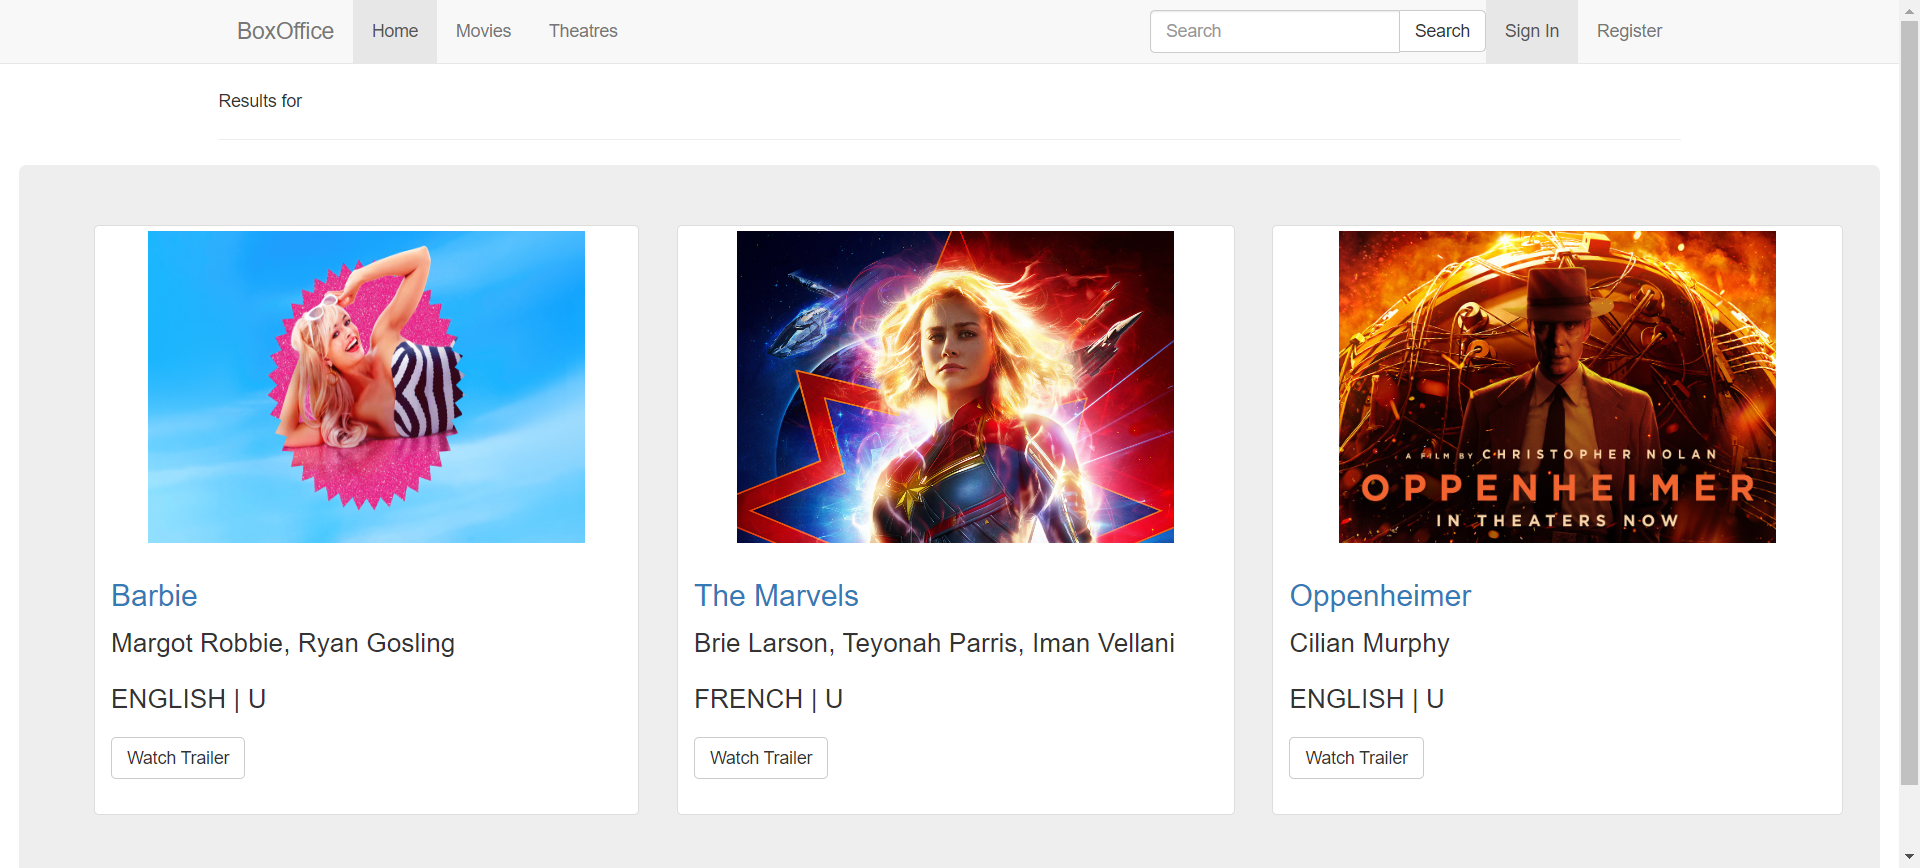 BoxOffice Home Movies Theatres Search Search Sign In Register
Results for
A FILM BY CHRISTOPHER NOLAN
OPPENHEIMER
IN THEATERS NOW
Barbie
Margot Robbie, Ryan Gosling
ENGLISH | U
Watch Trailer
The Marvels
Brie Larson, Teyonah Parris, Iman Vellani
FRENCH | U
Watch Trailer
Oppenheimer
Cilian Murphy
ENGLISH | U
Watch Trailer